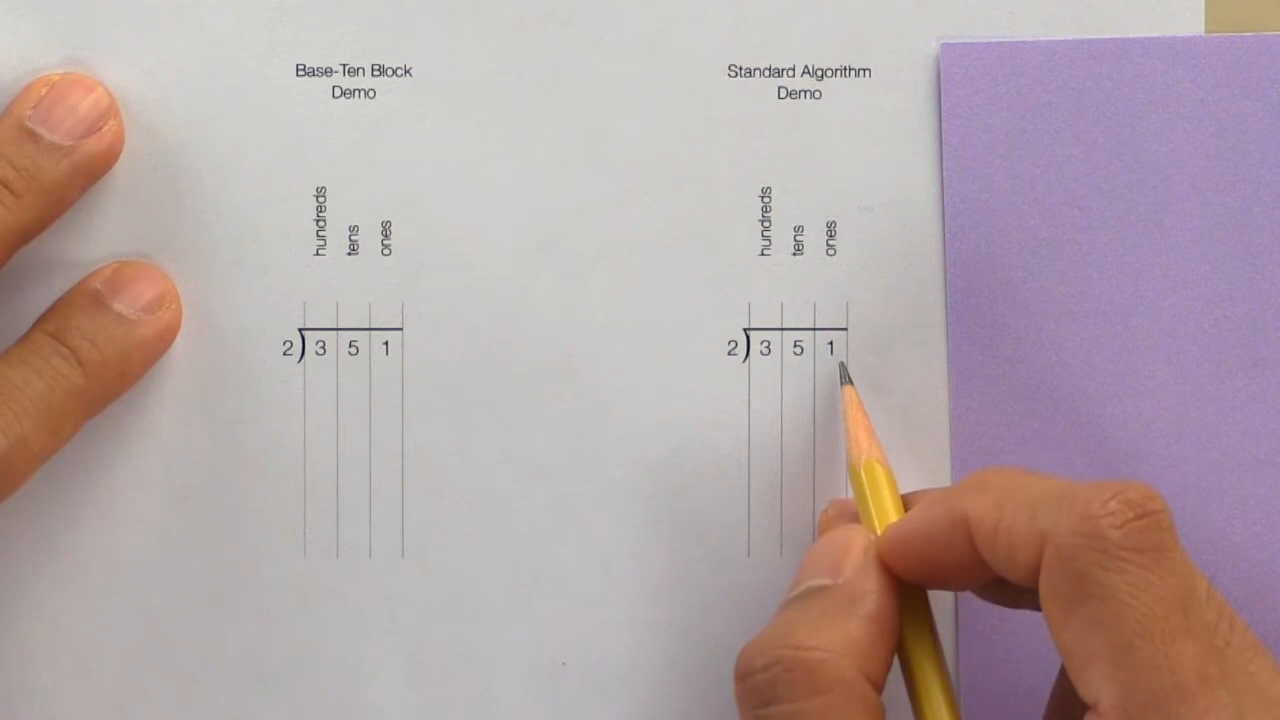 Base-Ten Block
Demo
hundreds
tens
ones
2)3 5 1
Standard Algorithm
Demo
hundreds
tens
ones
2)3 5 1